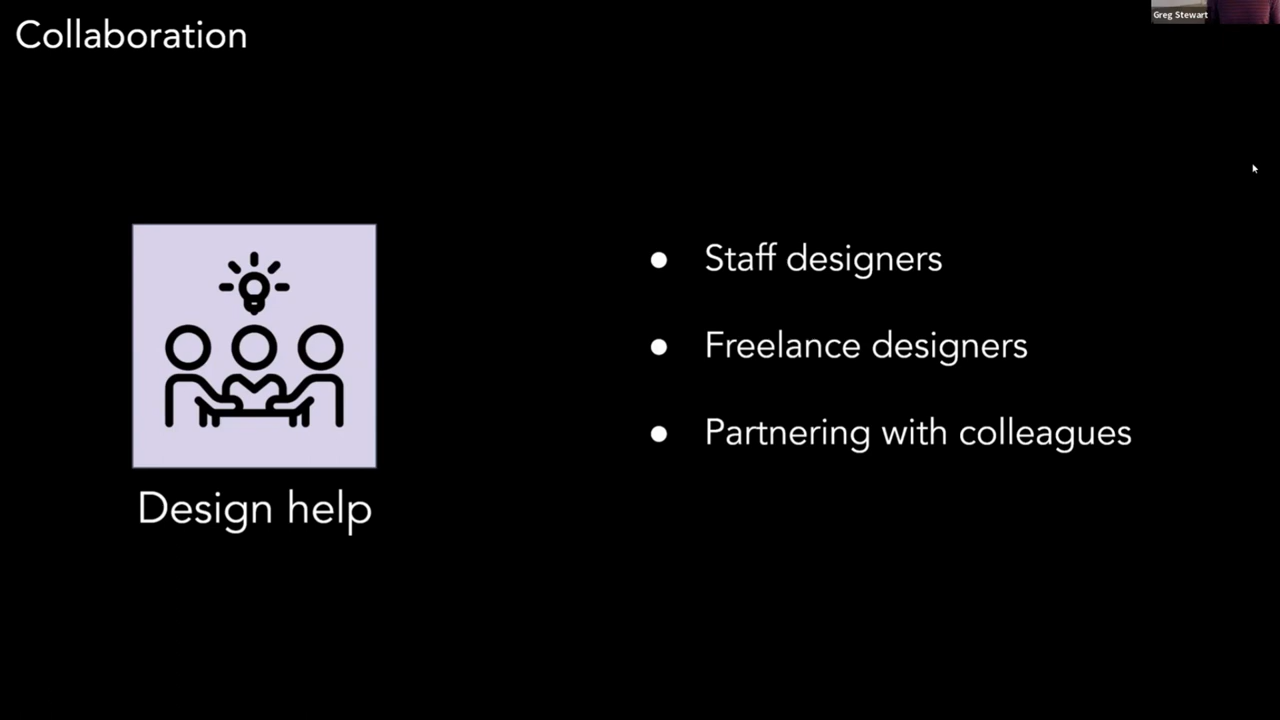 Collaboration
Greg Stewart
Staff designers
Freelance designers
Partnering with colleagues
Design help